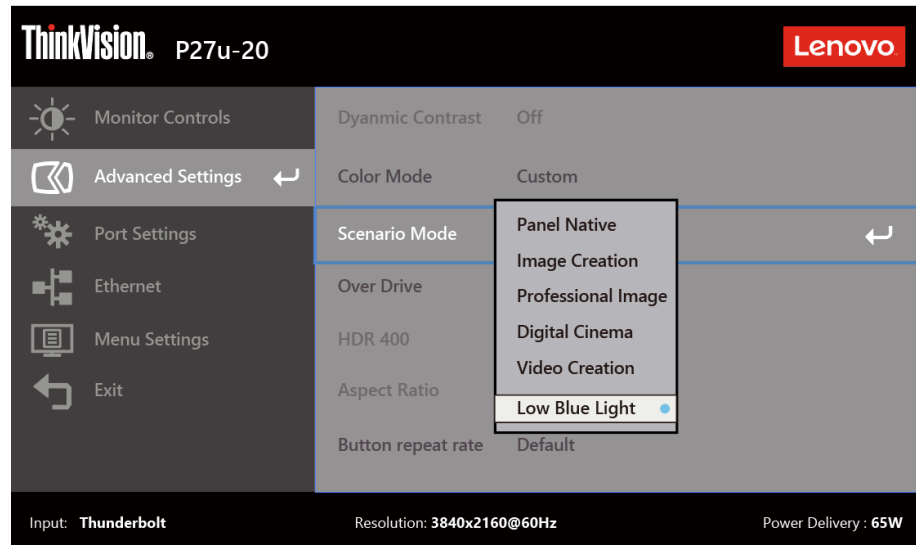 ThinkVision® P27u-20
Lenovo
Monitor Controls
Advanced Settings
Port Settings
Ethernet
Menu Settings
Exit
Dyanmic Contrast Off
Color Mode Custom
Scenario Mode
Over Drive
HDR 400
Aspect Ratio
Button repeat rate Default
Panel Native
Image Creation
Professional Image
Digital Cinema
Video Creation
Low Blue Light
Input: Thunderbolt Resolution: 3840x2160@60Hz Power Delivery : 65W